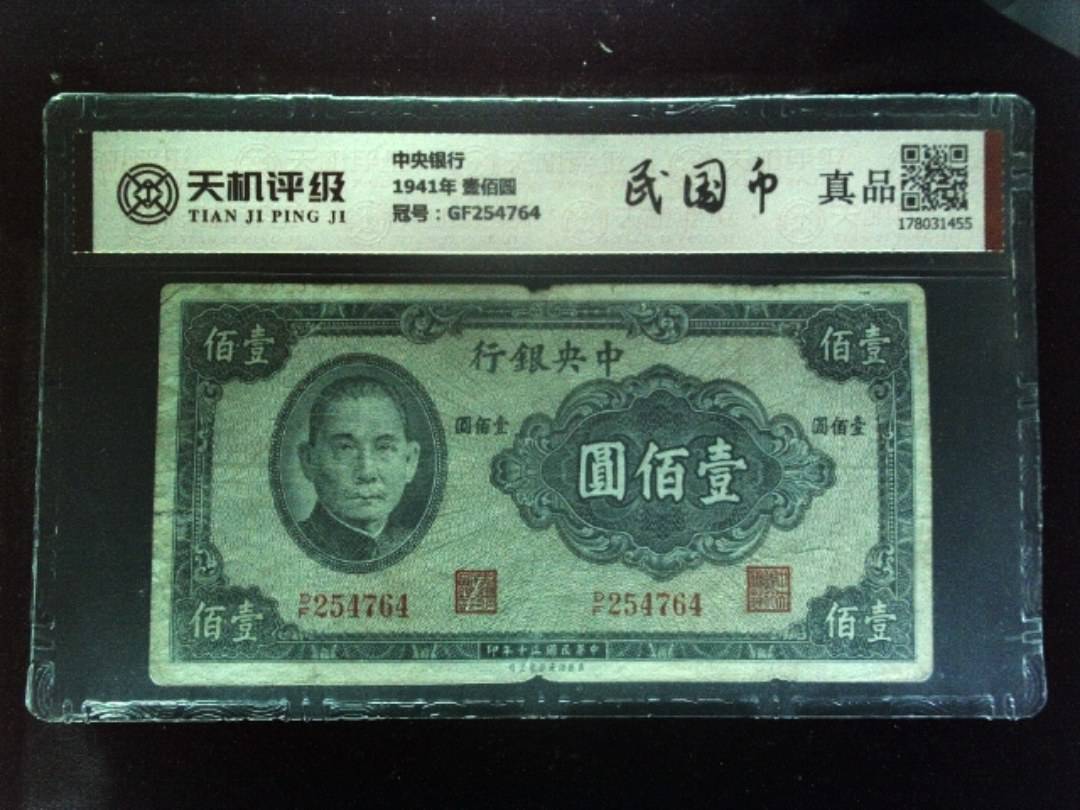 天机评级
TIAN JI PING JI
中央银行
1941年 壹佰圆
冠号：GF254764
民国币
真品
178031455
佰壹
行銀央中
佰壹
圓佰壹
圓佰壹
圓佰壹
254764
254764
佰壹
印年十三國民華中
佰壹